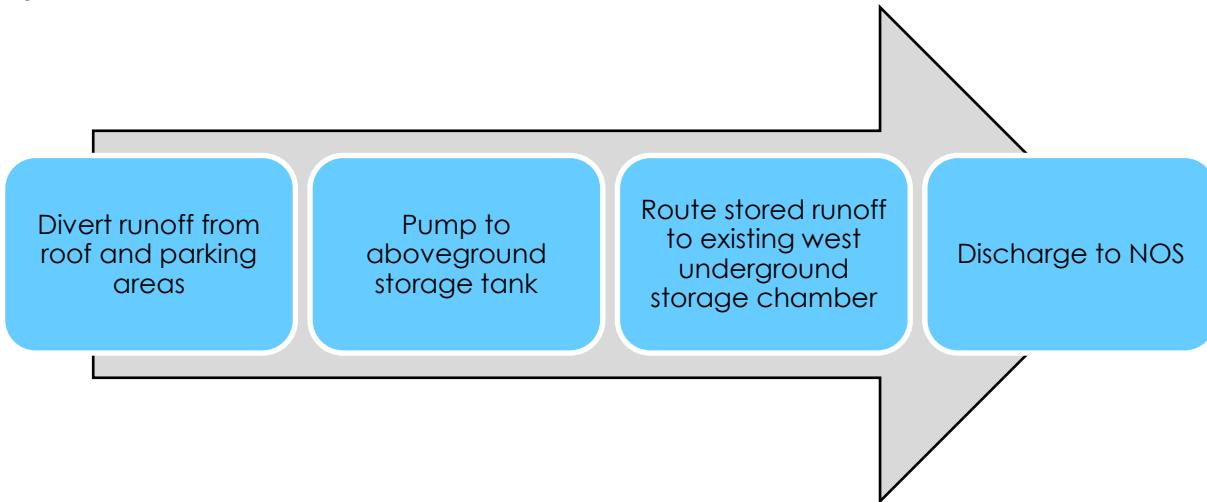 Divert runoff from
roof and parking
areas
Pump to
aboveground
storage tank
Route stored runoff
to existing west
underground
storage chamber
Discharge to NOS